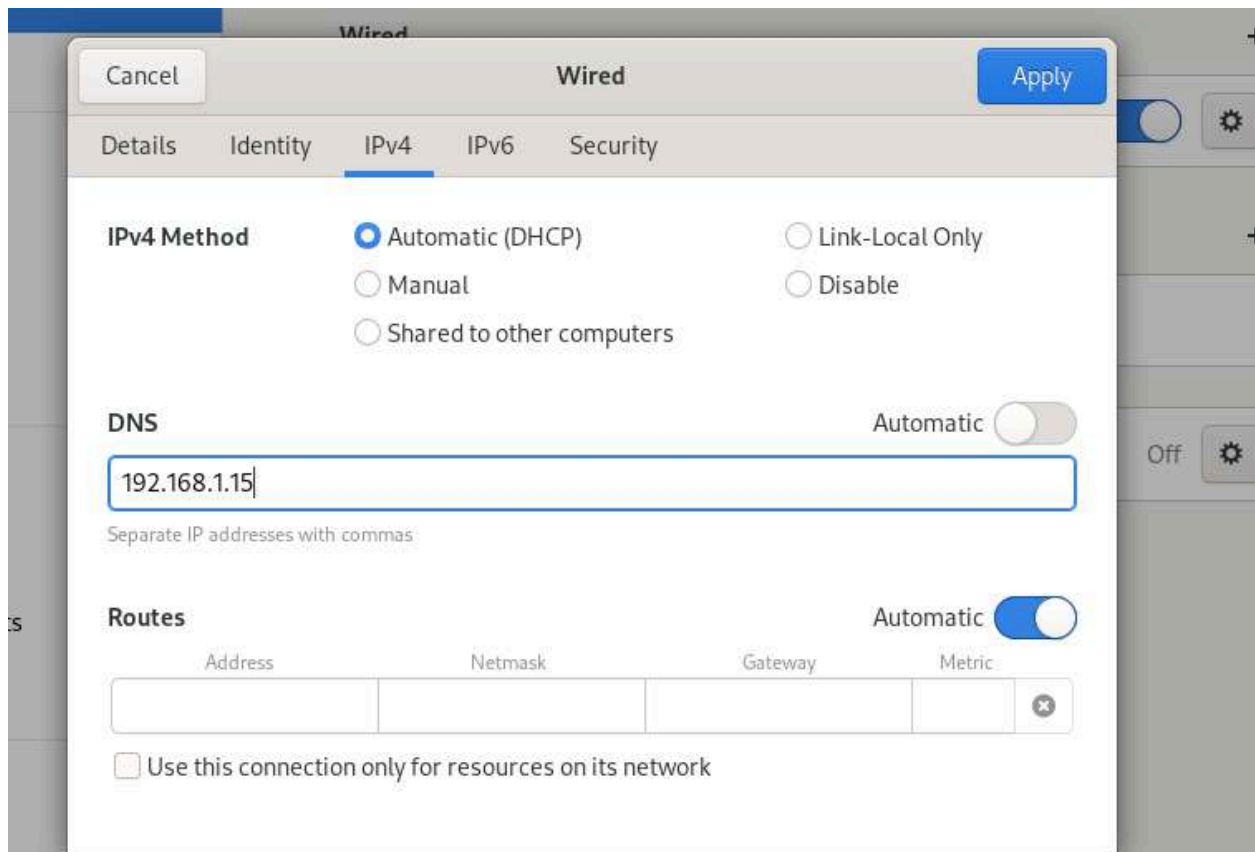 Wired
Cancel Wired Apply
Details Identity IPv4 IPv6 Security
IPv4 Method Automatic (DHCP) Link-Local Only
Manual Disable
Shared to other computers
DNS Automatic
192.168.1.15 Off
Separate IP addresses with commas
Routes Automatic
Address Netmask Gateway Metric
Use this connection only for resources on its network